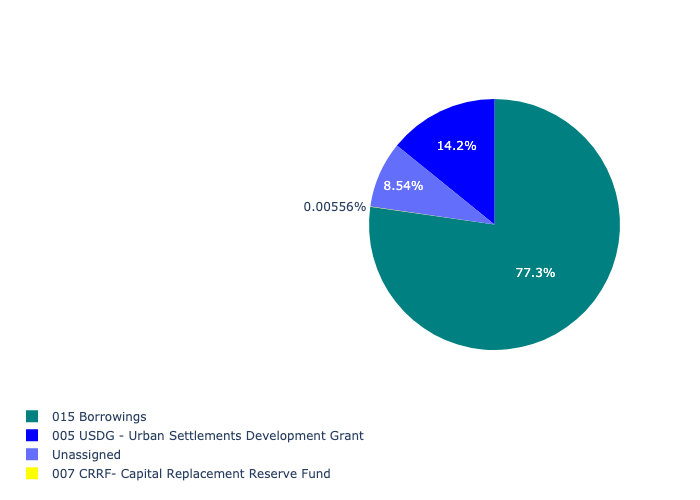 14.2%
8.54%
0.00556%
77.3%
015 Borrowings
005 USDG - Urban Settlements Development Grant
Unassigned
007 CRRF- Capital Replacement Reserve Fund